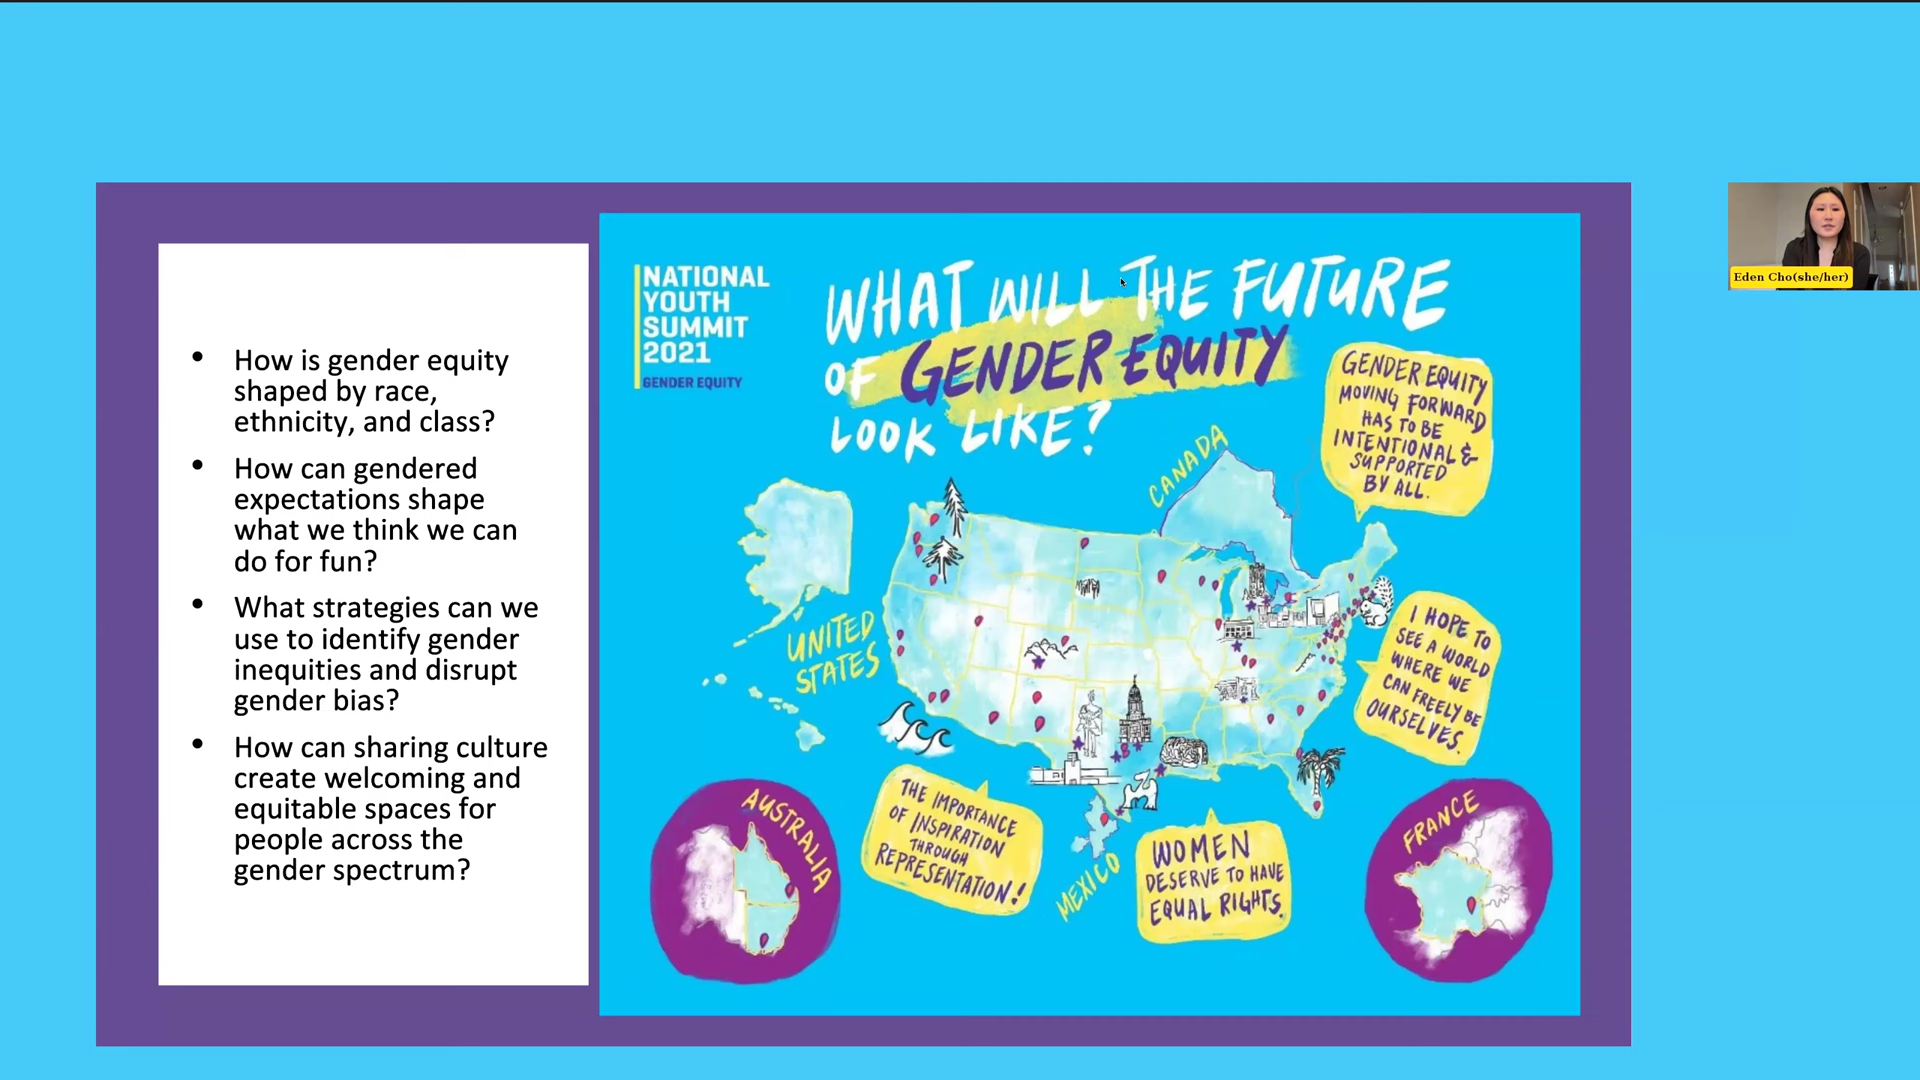 How is gender equity
shaped by race,
ethnicity, and class?
How can gendered
expectations shape
what we think we can
do for fun?
What strategies can we
use to identify gender
inequities and disrupt
gender bias?
How can sharing culture
create welcoming and
equitable spaces for
people across the
gender spectrum?
NATIONAL
YOUTH
SUMMIT
2021
GENDER EQUITY
WHAT WILL THE FUTURE
OF GENDER EQUITY
LOOK LIKE?
GENDER EQUITY
MOVING FORWARD
HAS TO BE
INTENTIONAL &
SUPPORTED
BY ALL.
CANADA
UNITED
STATES
I HOPE TO
SEE A WORLD
WHERE WE
CAN FREELY BE
OURSELVES.
AUSTRALIA
THE IMPORTANCE
OF INSPIRATION
THROUGH
REPRESENTATION!
MEXICO
WOMEN
DESERVE TO HAVE
EQUAL RIGHTS.
FRANCE
Eden Cho(she/her)